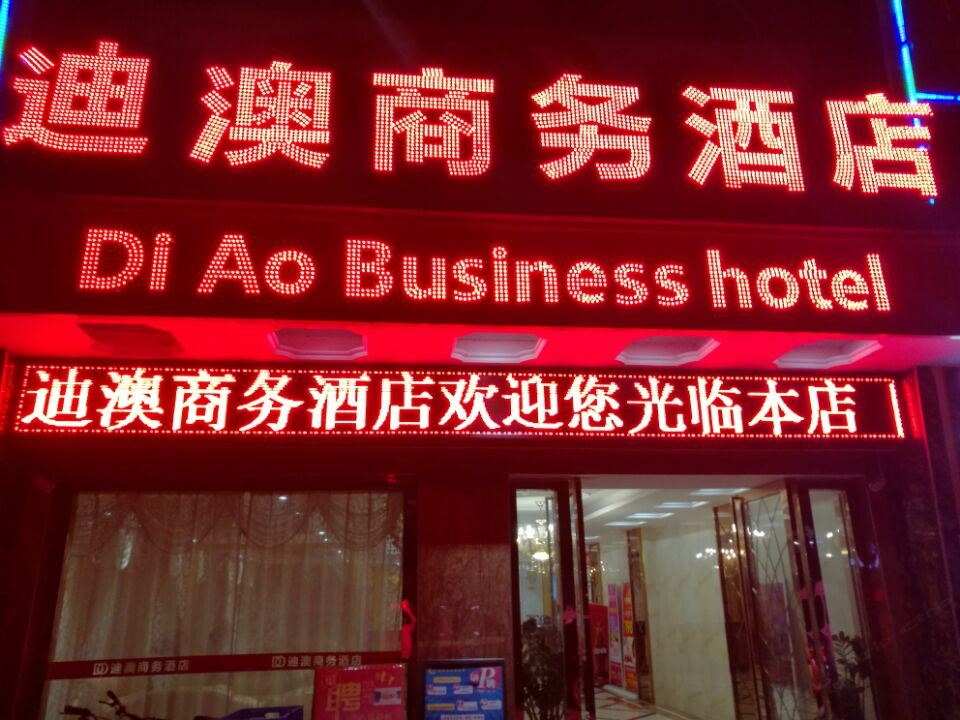 迪澳商务酒店
Di Ao Business hotel
迪澳商务酒店欢迎您光临本店
迪澳商务酒店 迪澳商务酒店
聘
P